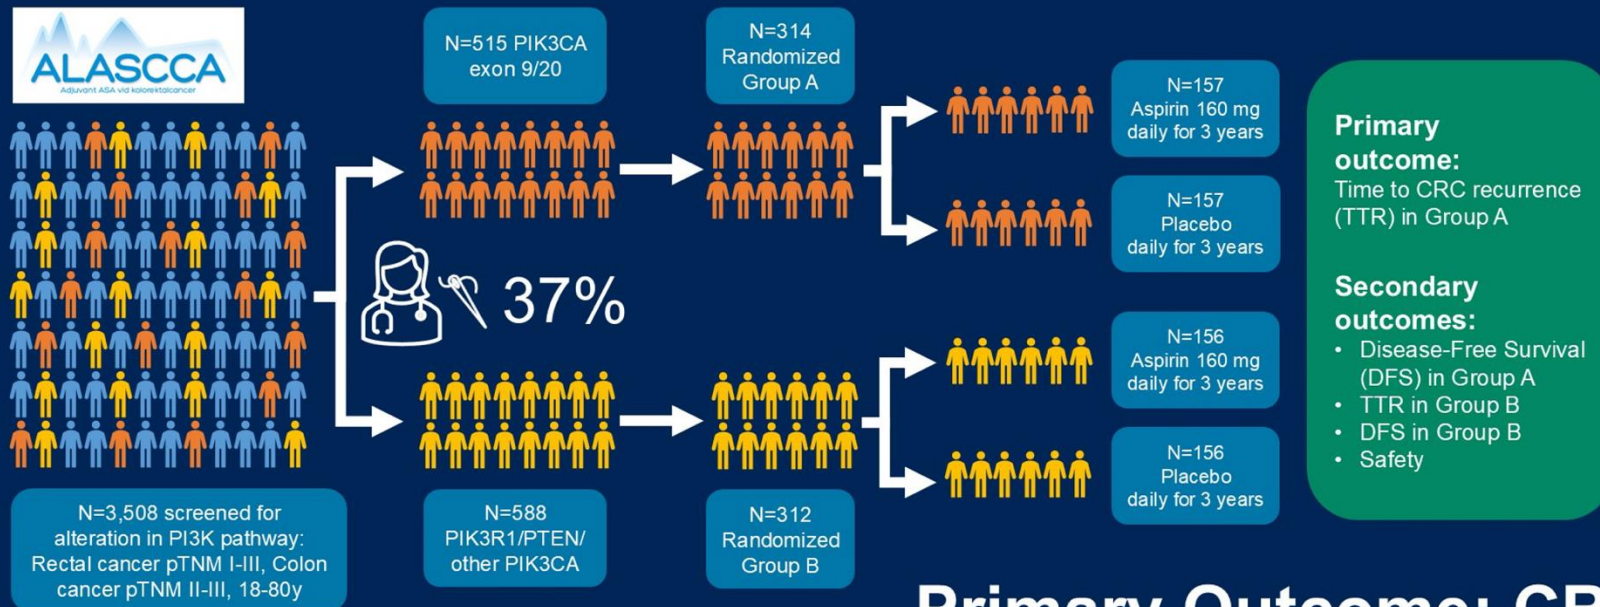 ALASCCA
Adjuvant ASA vid kolorektalcancer
N=515 PIK3CA
exon 9/20
N=314
Randomized
Group A
N=157
Aspirin 160 mg
daily for 3 years
N=157
Placebo
daily for 3 years
37%
N=3,508 screened for
alteration in PI3K pathway:
Rectal cancer pTNM I-III, Colon
cancer pTNM II-III, 18-80y
N=588
PIK3R1/PTEN/
other PIK3CA
N=312
Randomized
Group B
N=156
Aspirin 160 mg
daily for 3 years
N=156
Placebo
daily for 3 years
Primary
outcome:
Time to CRC recurrence
(TTR) in Group A
Secondary
outcomes:
• Disease-Free Survival
(DFS) in Group A
• TTR in Group B
• DFS in Group B
• Safety
Primary Outcome: